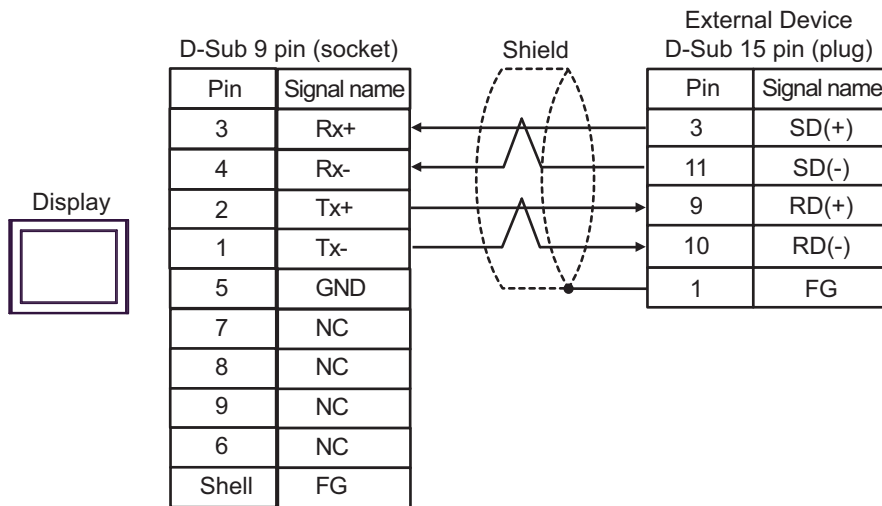 External Device
D-Sub 9 pin (socket) Shield D-Sub 15 pin (plug)
Pin Signal name Pin Signal name
3 Rx+ 3 SD(+)
4 Rx- 11 SD(-)
Display 2 Tx+ 9 RD(+)
1 Tx- 10 RD(-)
5 GND 1 FG
7 NC
8 NC
9 NC
6 NC
Shell FG